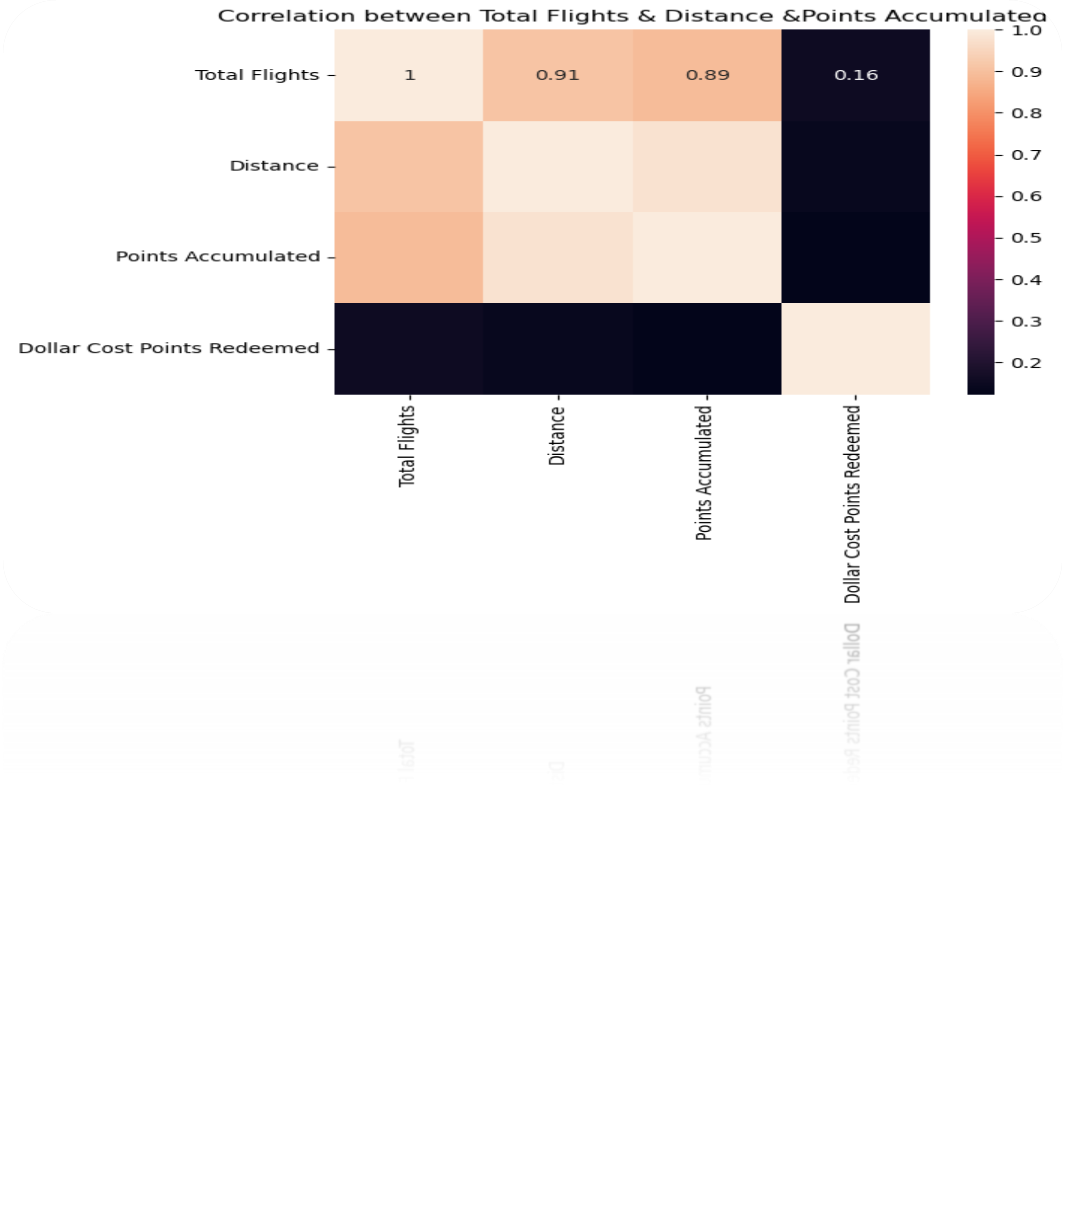 Correlation between Total Flights & Distance &Points Accumulated
Total Flights
Distance
Points Accumulated
Dollar Cost Points Redeemed
1 0.91 0.89 0.16
1.0
0.9
0.8
0.7
0.6
0.5
0.4
0.3
0.2
Total Flights
Distance
Points Accumulated
Dollar Cost Points Redeemed